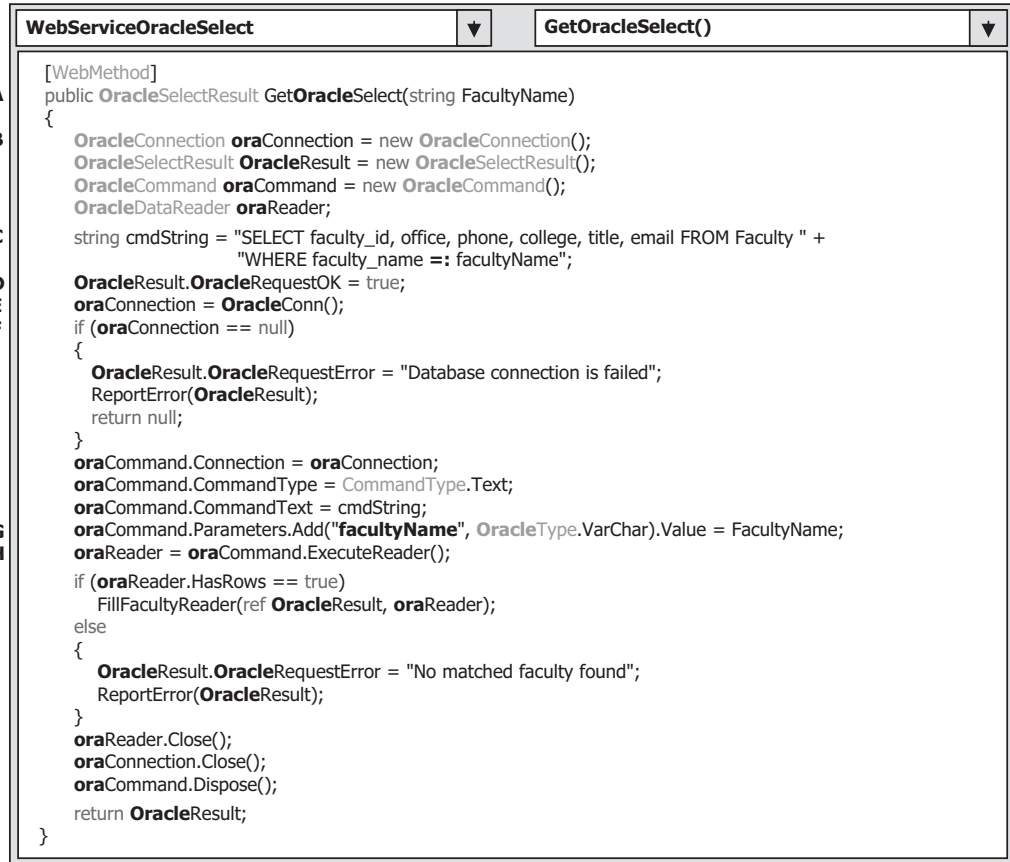 WebServiceOracleSelect GetOracleSelect()
[WebMethod]
A public OracleSelectResult GetOracleSelect(string FacultyName)
{
B OracleConnection oraConnection = new OracleConnection();
OracleSelectResult OracleResult = new OracleSelectResult();
OracleCommand oraCommand = new OracleCommand();
OracleDataReader oraReader;
C string cmdString = "SELECT faculty_id, office, phone, college, title, email FROM Faculty " +
"WHERE faculty_name =: facultyName";
D OracleResult.OracleRequestOK = true;
E oraConnection = OracleConn();
F if (oraConnection == null)
{
OracleResult.OracleRequestError = "Database connection is failed";
ReportError(OracleResult);
return null;
}
oraCommand.Connection = oraConnection;
oraCommand.CommandType = CommandType.Text;
oraCommand.CommandText = cmdString;
G oraCommand.Parameters.Add("facultyName", OracleType.VarChar).Value = FacultyName;
H oraReader = oraCommand.ExecuteReader();
if (oraReader.HasRows == true)
FillFacultyReader(ref OracleResult, oraReader);
else
{
OracleResult.OracleRequestError = "No matched faculty found";
ReportError(OracleResult);
}
oraReader.Close();
oraConnection.Close();
oraCommand.Dispose();
return OracleResult;
}